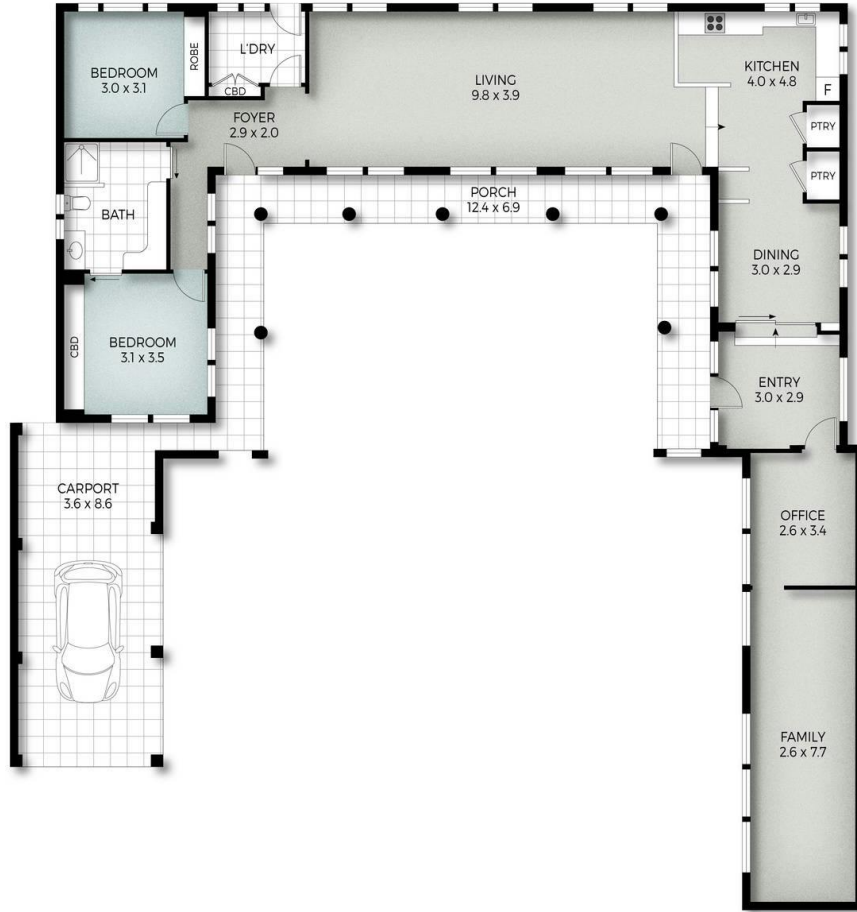 BEDROOM
3.0 x 3.1
ROBE
L'DRY
CBD
LIVING
9.8 x 3.9
KITCHEN
4.0 x 4.8
F
PTRY
PTRY
FOYER
2.9 x 2.0
BATH
PORCH
12.4 x 6.9
DINING
3.0 x 2.9
CBD
BEDROOM
3.1 x 3.5
ENTRY
3.0 x 2.9
CARPORT
3.6 x 8.6
OFFICE
2.6 x 3.4
FAMILY
2.6 x 7.7